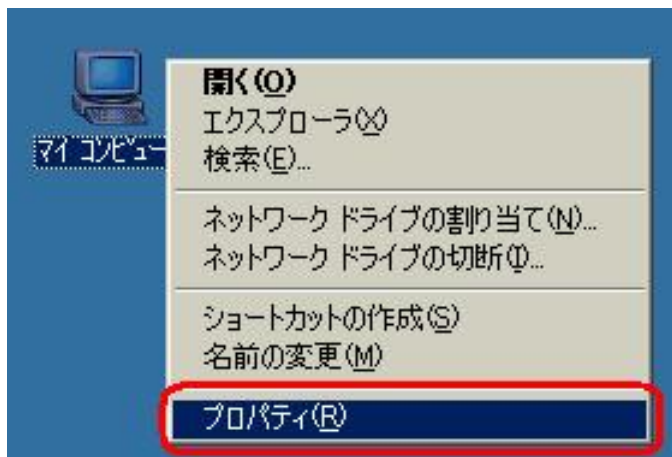 マイ コンピュー
開く(O)
エクスプローラ(X)
検索(E)...
ネットワーク ドライブの割り当て(N)...
ネットワーク ドライブの切断(I)...
ショートカットの作成(S)
名前の変更(M)
プロパティ(R)